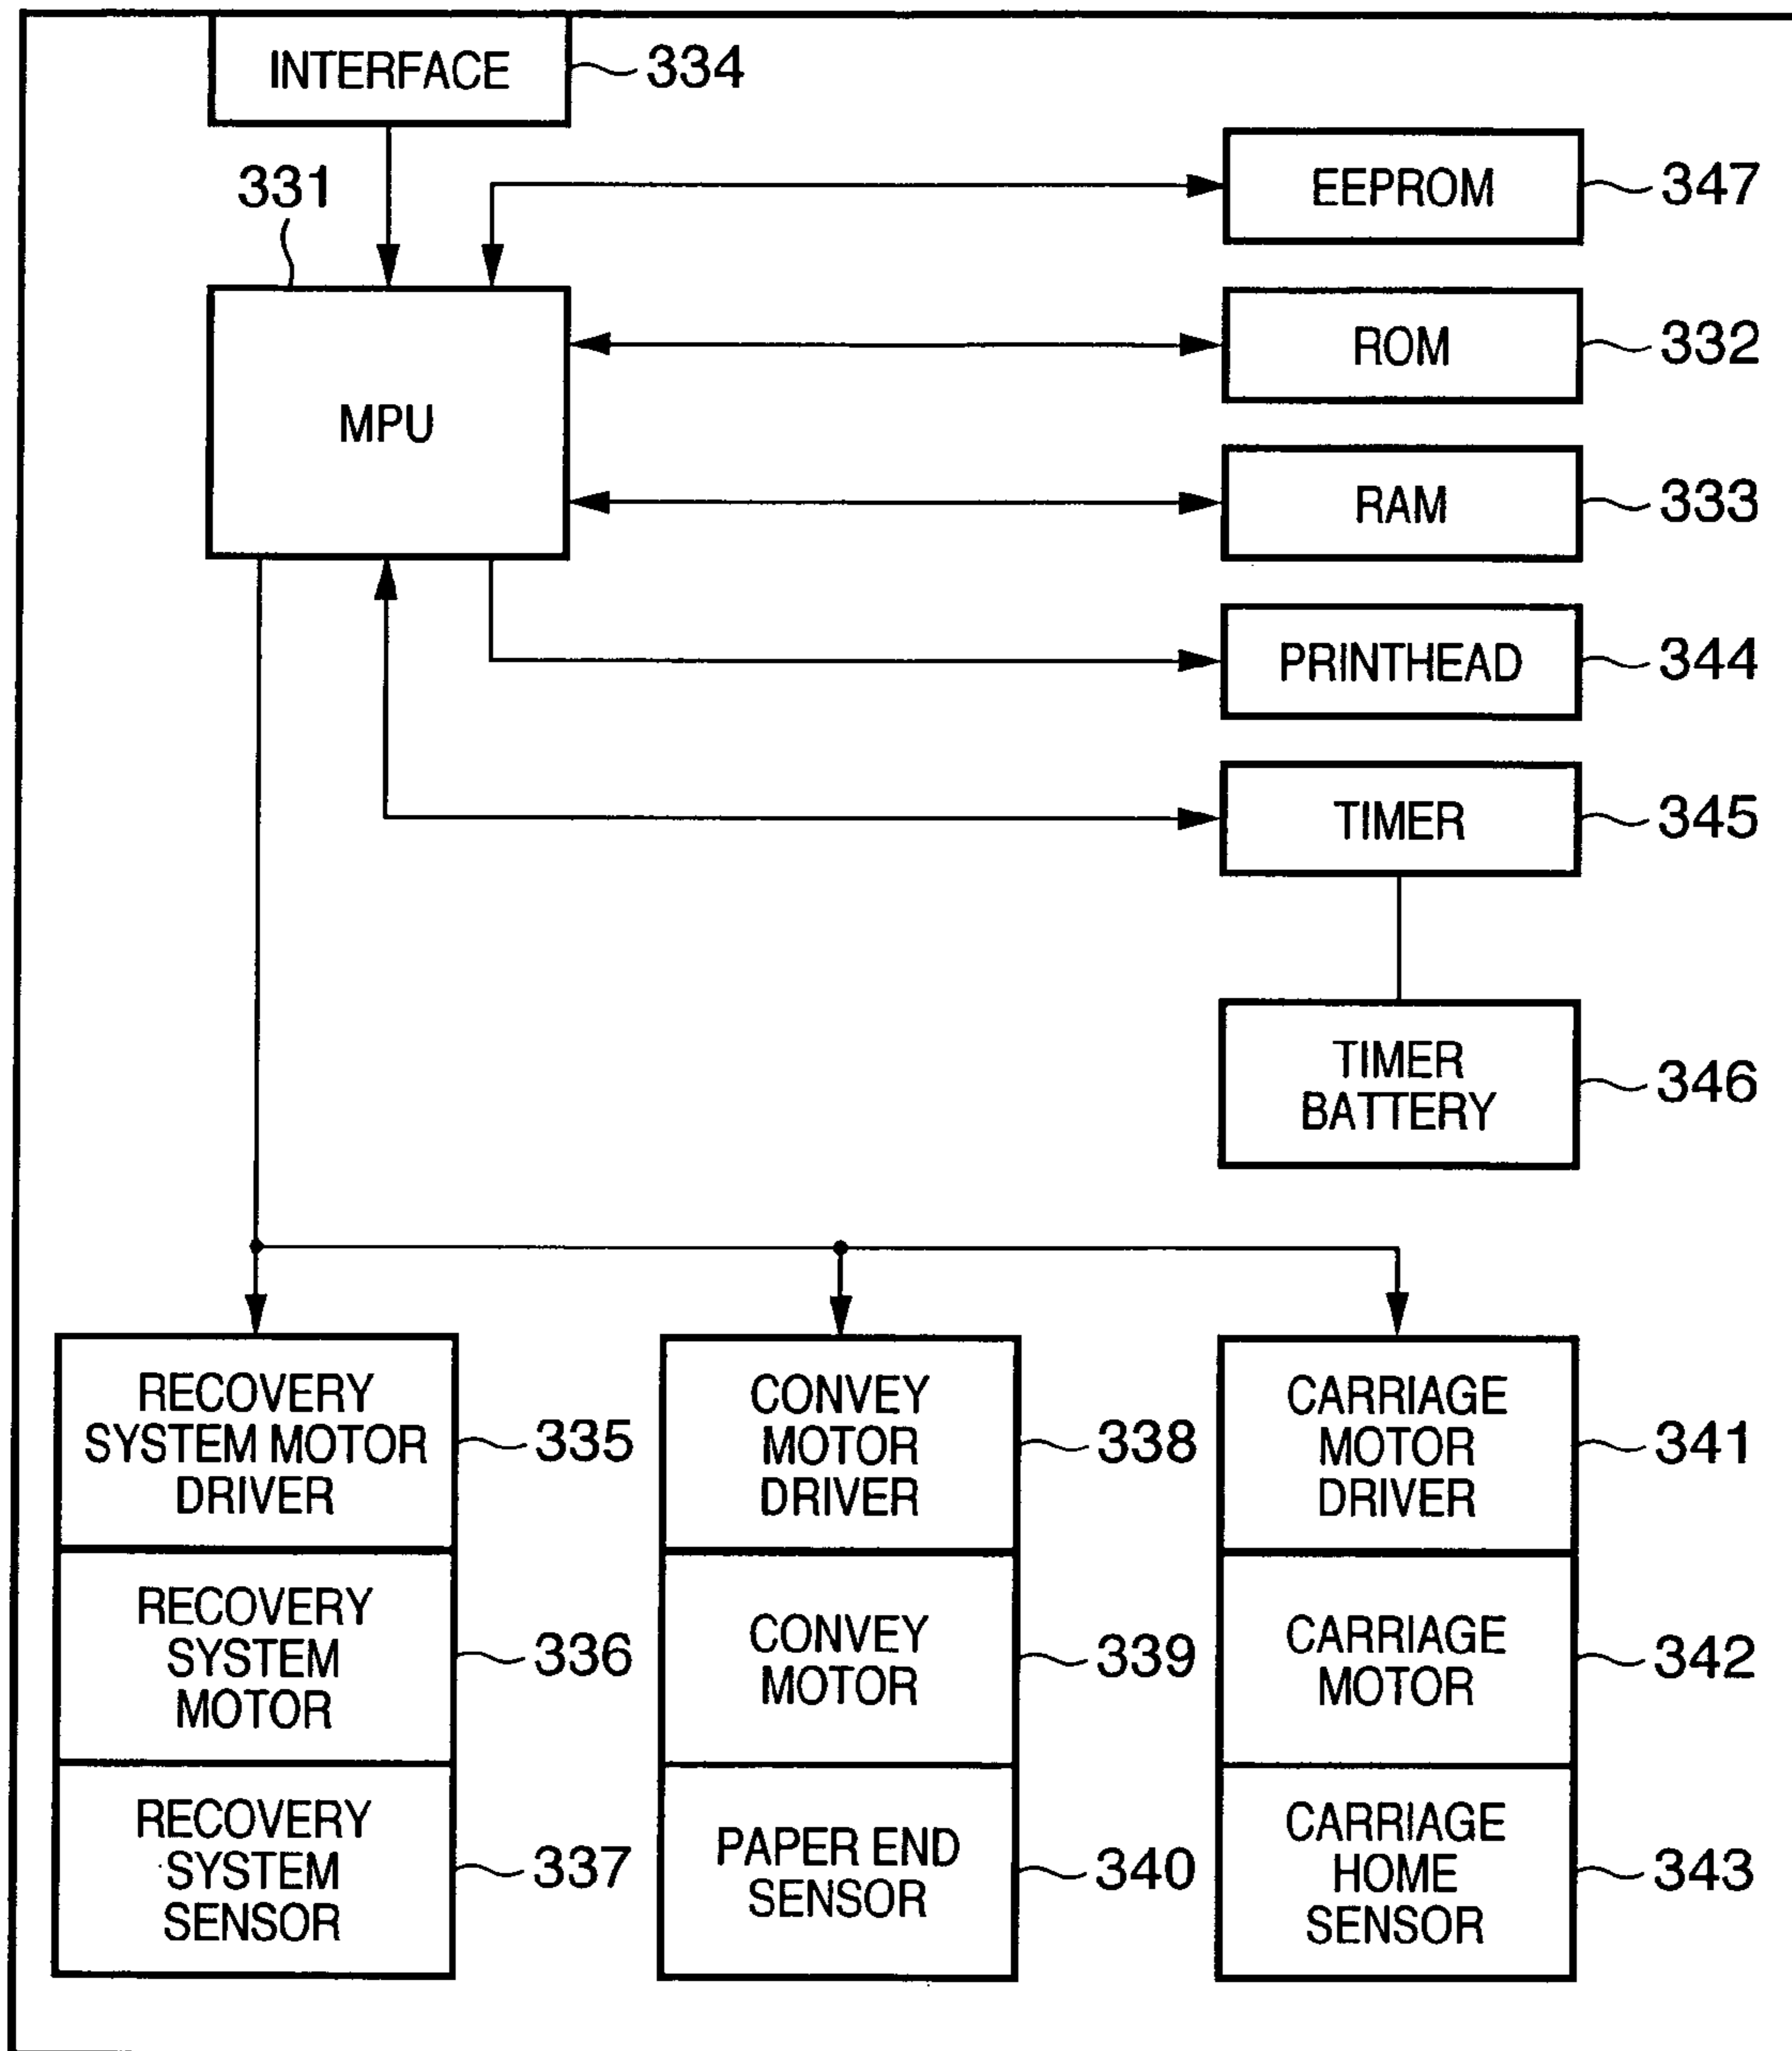 INTERFACE
334
331
EEPROM
347
MPU
ROM
332
RAM
333
PRINTHEAD
344
TIMER
345
TIMER
BATTERY
346
RECOVERY
SYSTEM MOTOR
DRIVER
335
CONVEY
MOTOR
DRIVER
338
CARRIAGE
MOTOR
DRIVER
341
RECOVERY
SYSTEM
MOTOR
336
CONVEY
MOTOR
339
CARRIAGE
MOTOR
342
RECOVERY
SYSTEM
SENSOR
337
PAPER END
SENSOR
340
CARRIAGE
HOME
SENSOR
343